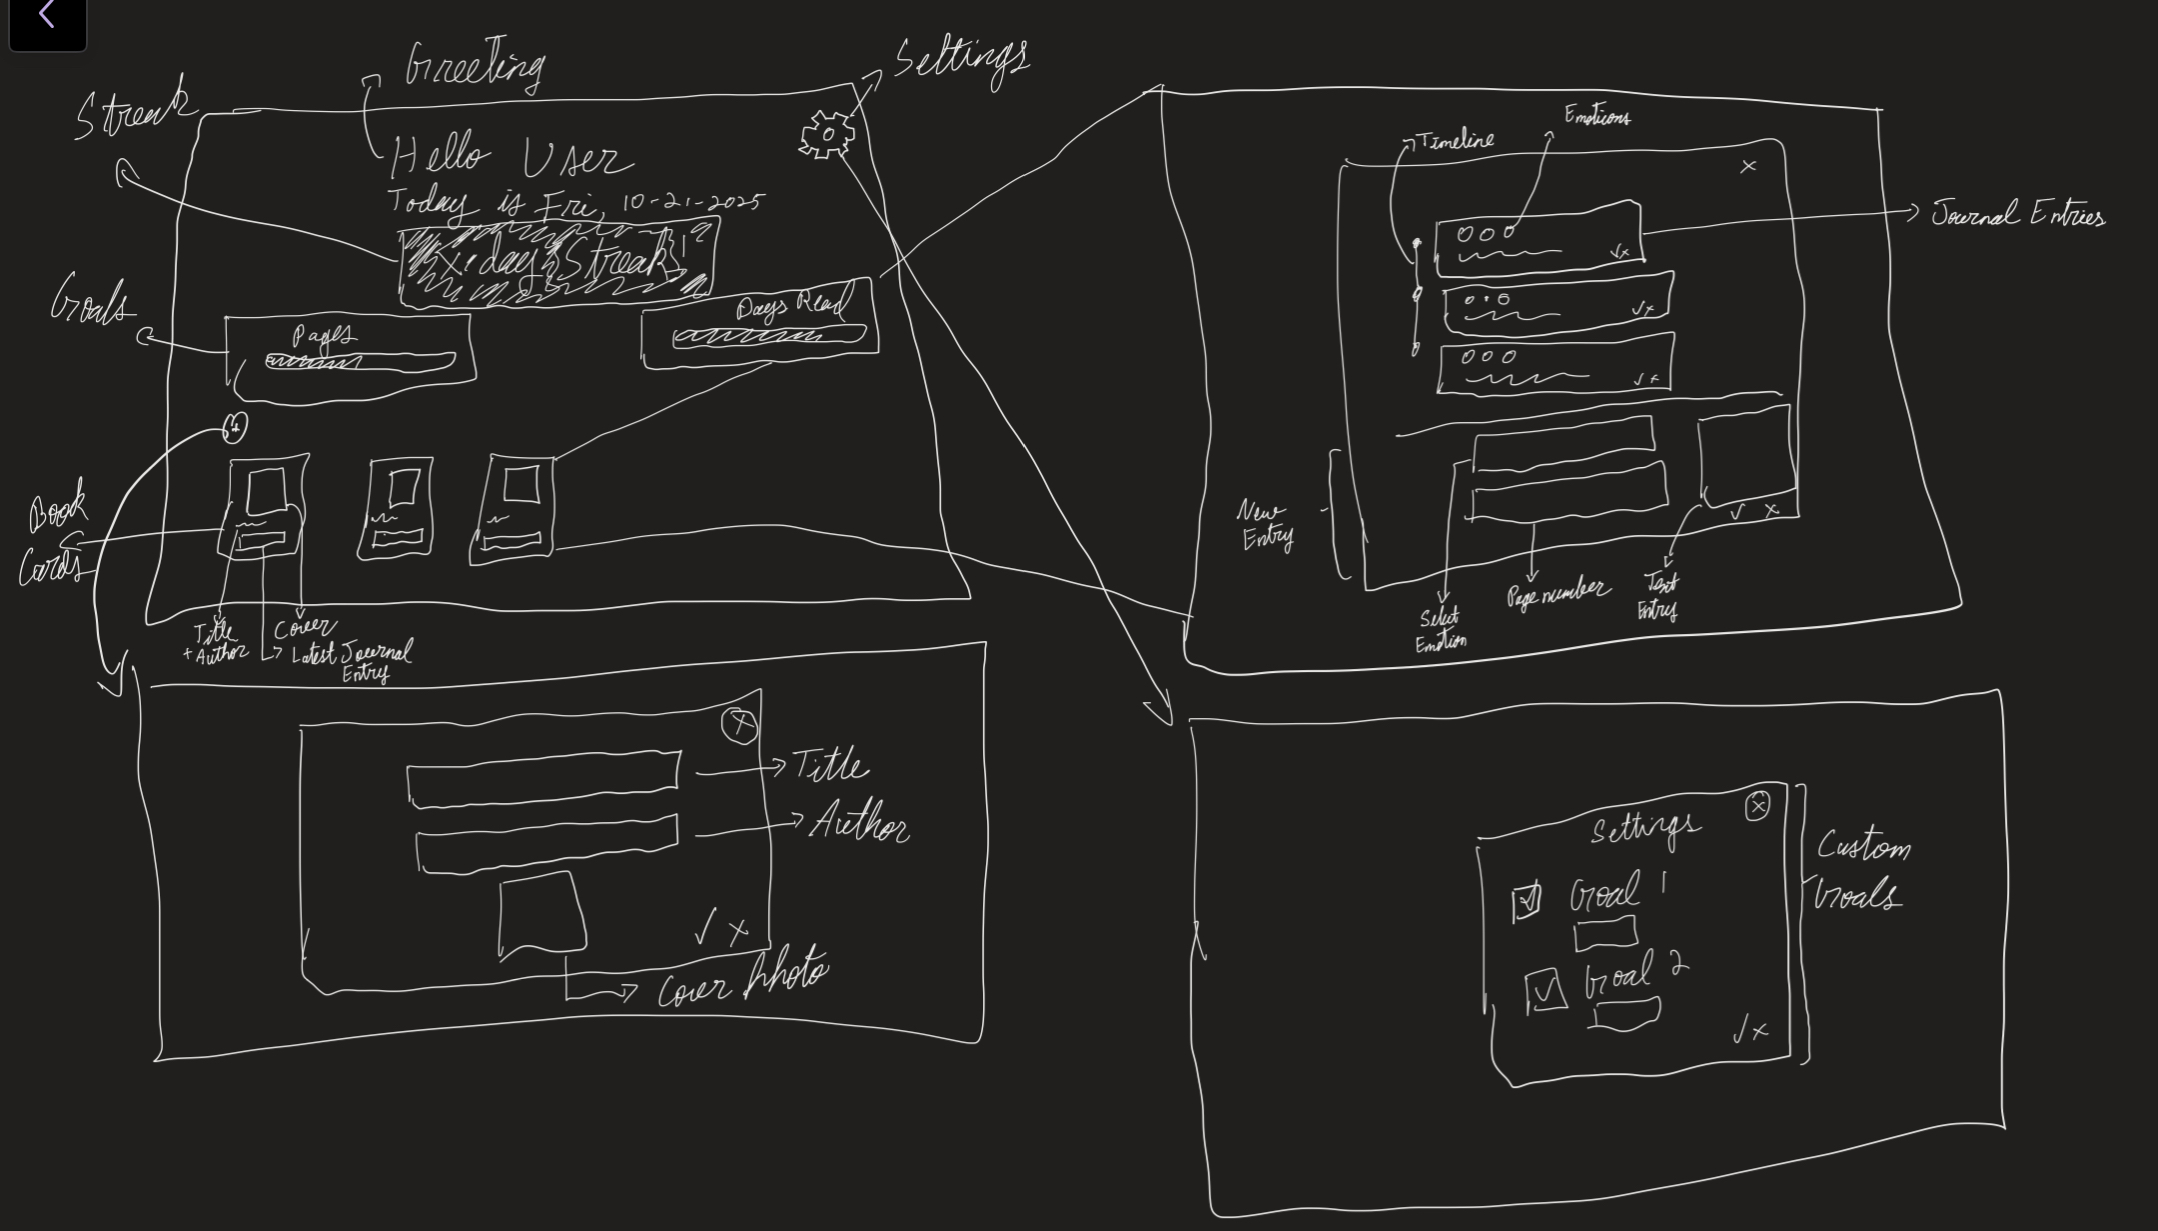 Greeting
Settings
Streak
Hello User
Today is Fri, 10-21-2025
X-day Streak!
Goals
Pages
Days Read
Book
Cards
Title
+ Author
Cover
Latest Journal
Entry
Timeline
Emoticons
Journal Entries
New
Entry
Select
Emotion
Page number
Text
Entry
Title
Author
Cover Photo
Settings
Goal 1
Goal 2
Custom
Goals